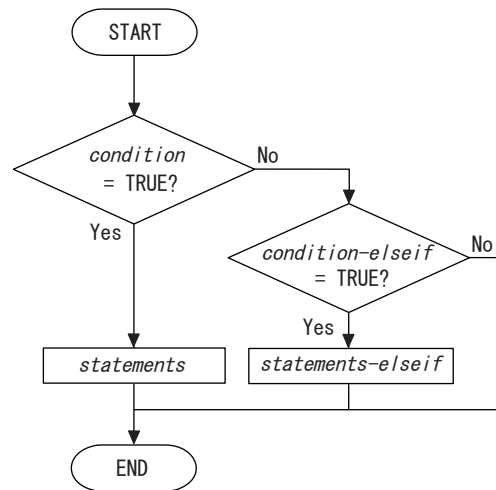 START
condition
= TRUE?
No
Yes
condition-elseif
= TRUE?
No
Yes
statements
statements-elseif
END